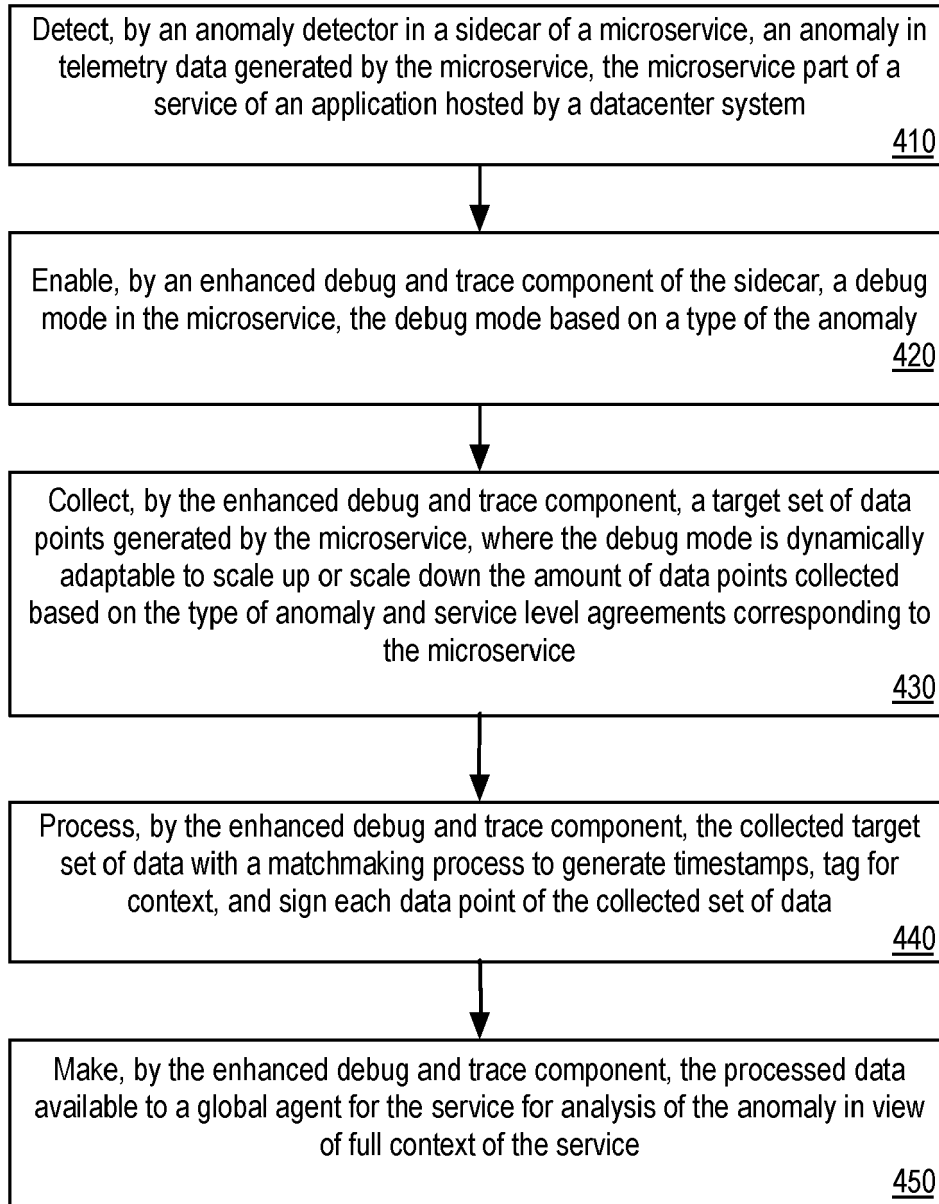 Detect, by an anomaly detector in a sidecar of a microservice, an anomaly in
telemetry data generated by the microservice, the microservice part of a
service of an application hosted by a datacenter system
410
Enable, by an enhanced debug and trace component of the sidecar, a debug
mode in the microservice, the debug mode based on a type of the anomaly
420
Collect, by the enhanced debug and trace component, a target set of data
points generated by the microservice, where the debug mode is dynamically
adaptable to scale up or scale down the amount of data points collected
based on the type of anomaly and service level agreements corresponding to
the microservice
430
Process, by the enhanced debug and trace component, the collected target
set of data with a matchmaking process to generate timestamps, tag for
context, and sign each data point of the collected set of data
440
Make, by the enhanced debug and trace component, the processed data
available to a global agent for the service for analysis of the anomaly in view
of full context of the service
450